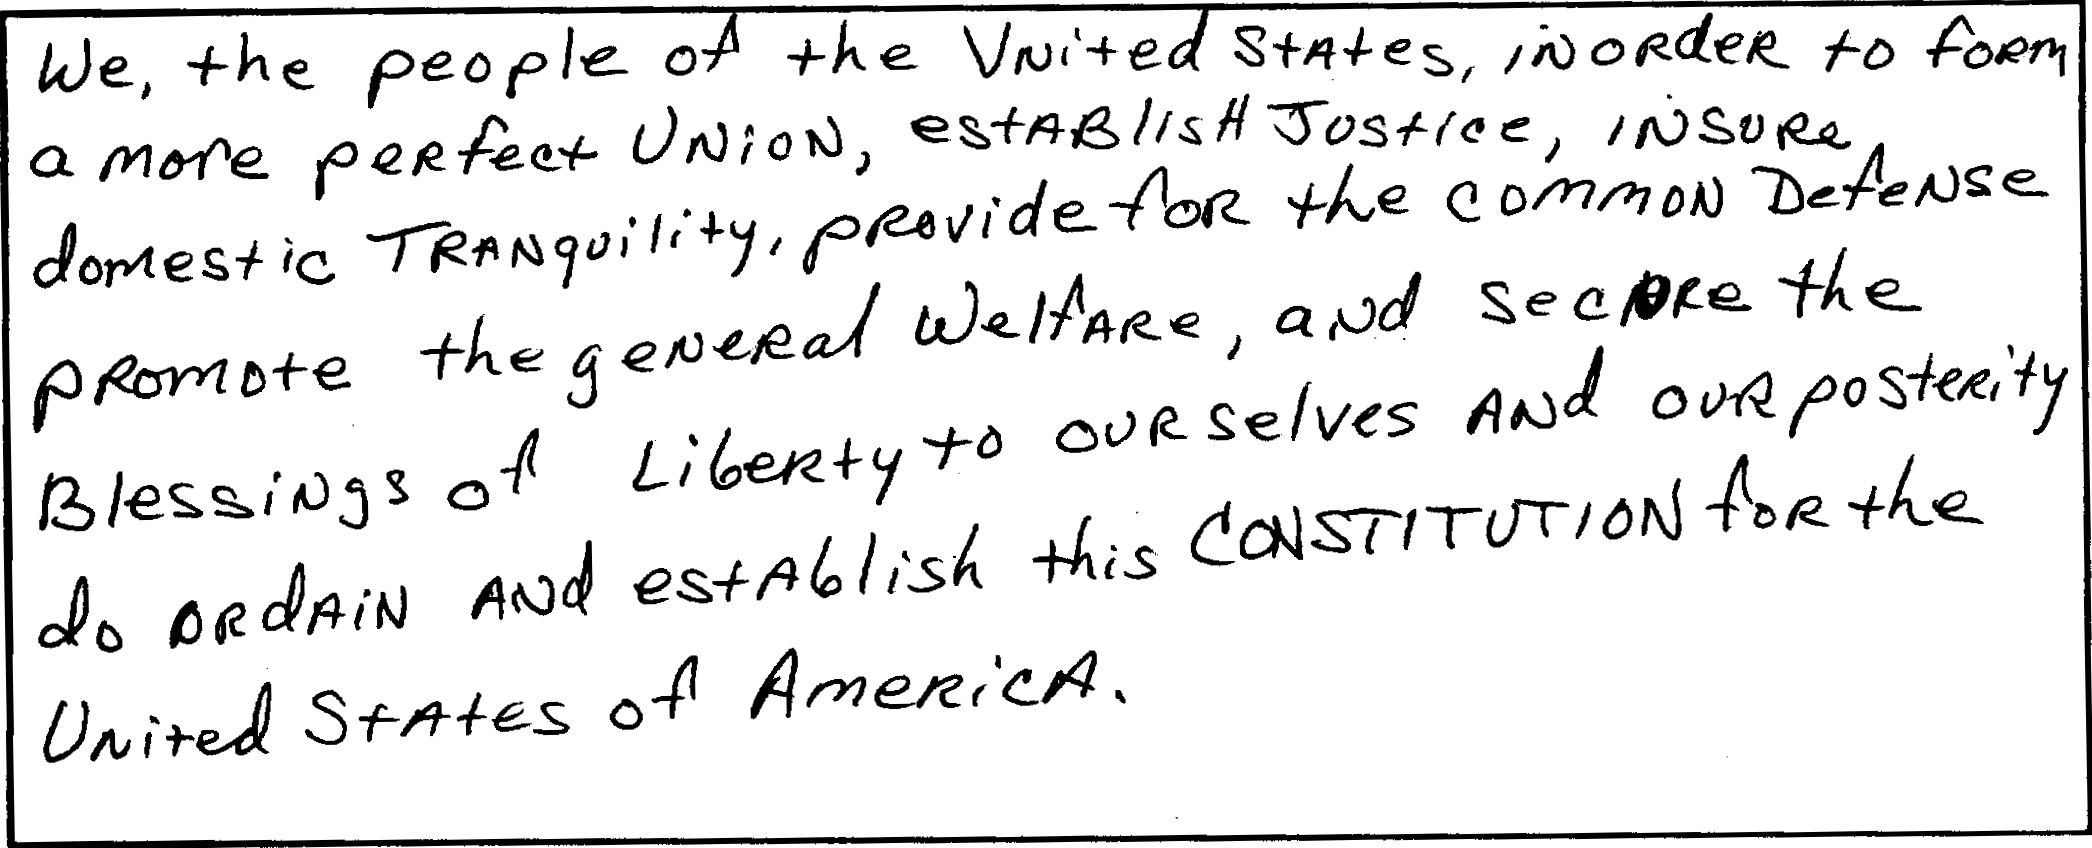 We, the people of the United States, in order to form
a more perfect Union, establish Justice, insure
domestic Tranquility, provide for the common Defense
promote the general Welfare, and secure the
Blessings of Liberty to ourselves and our posterity
do ordain and establish this CONSTITUTION for the
United States of America.